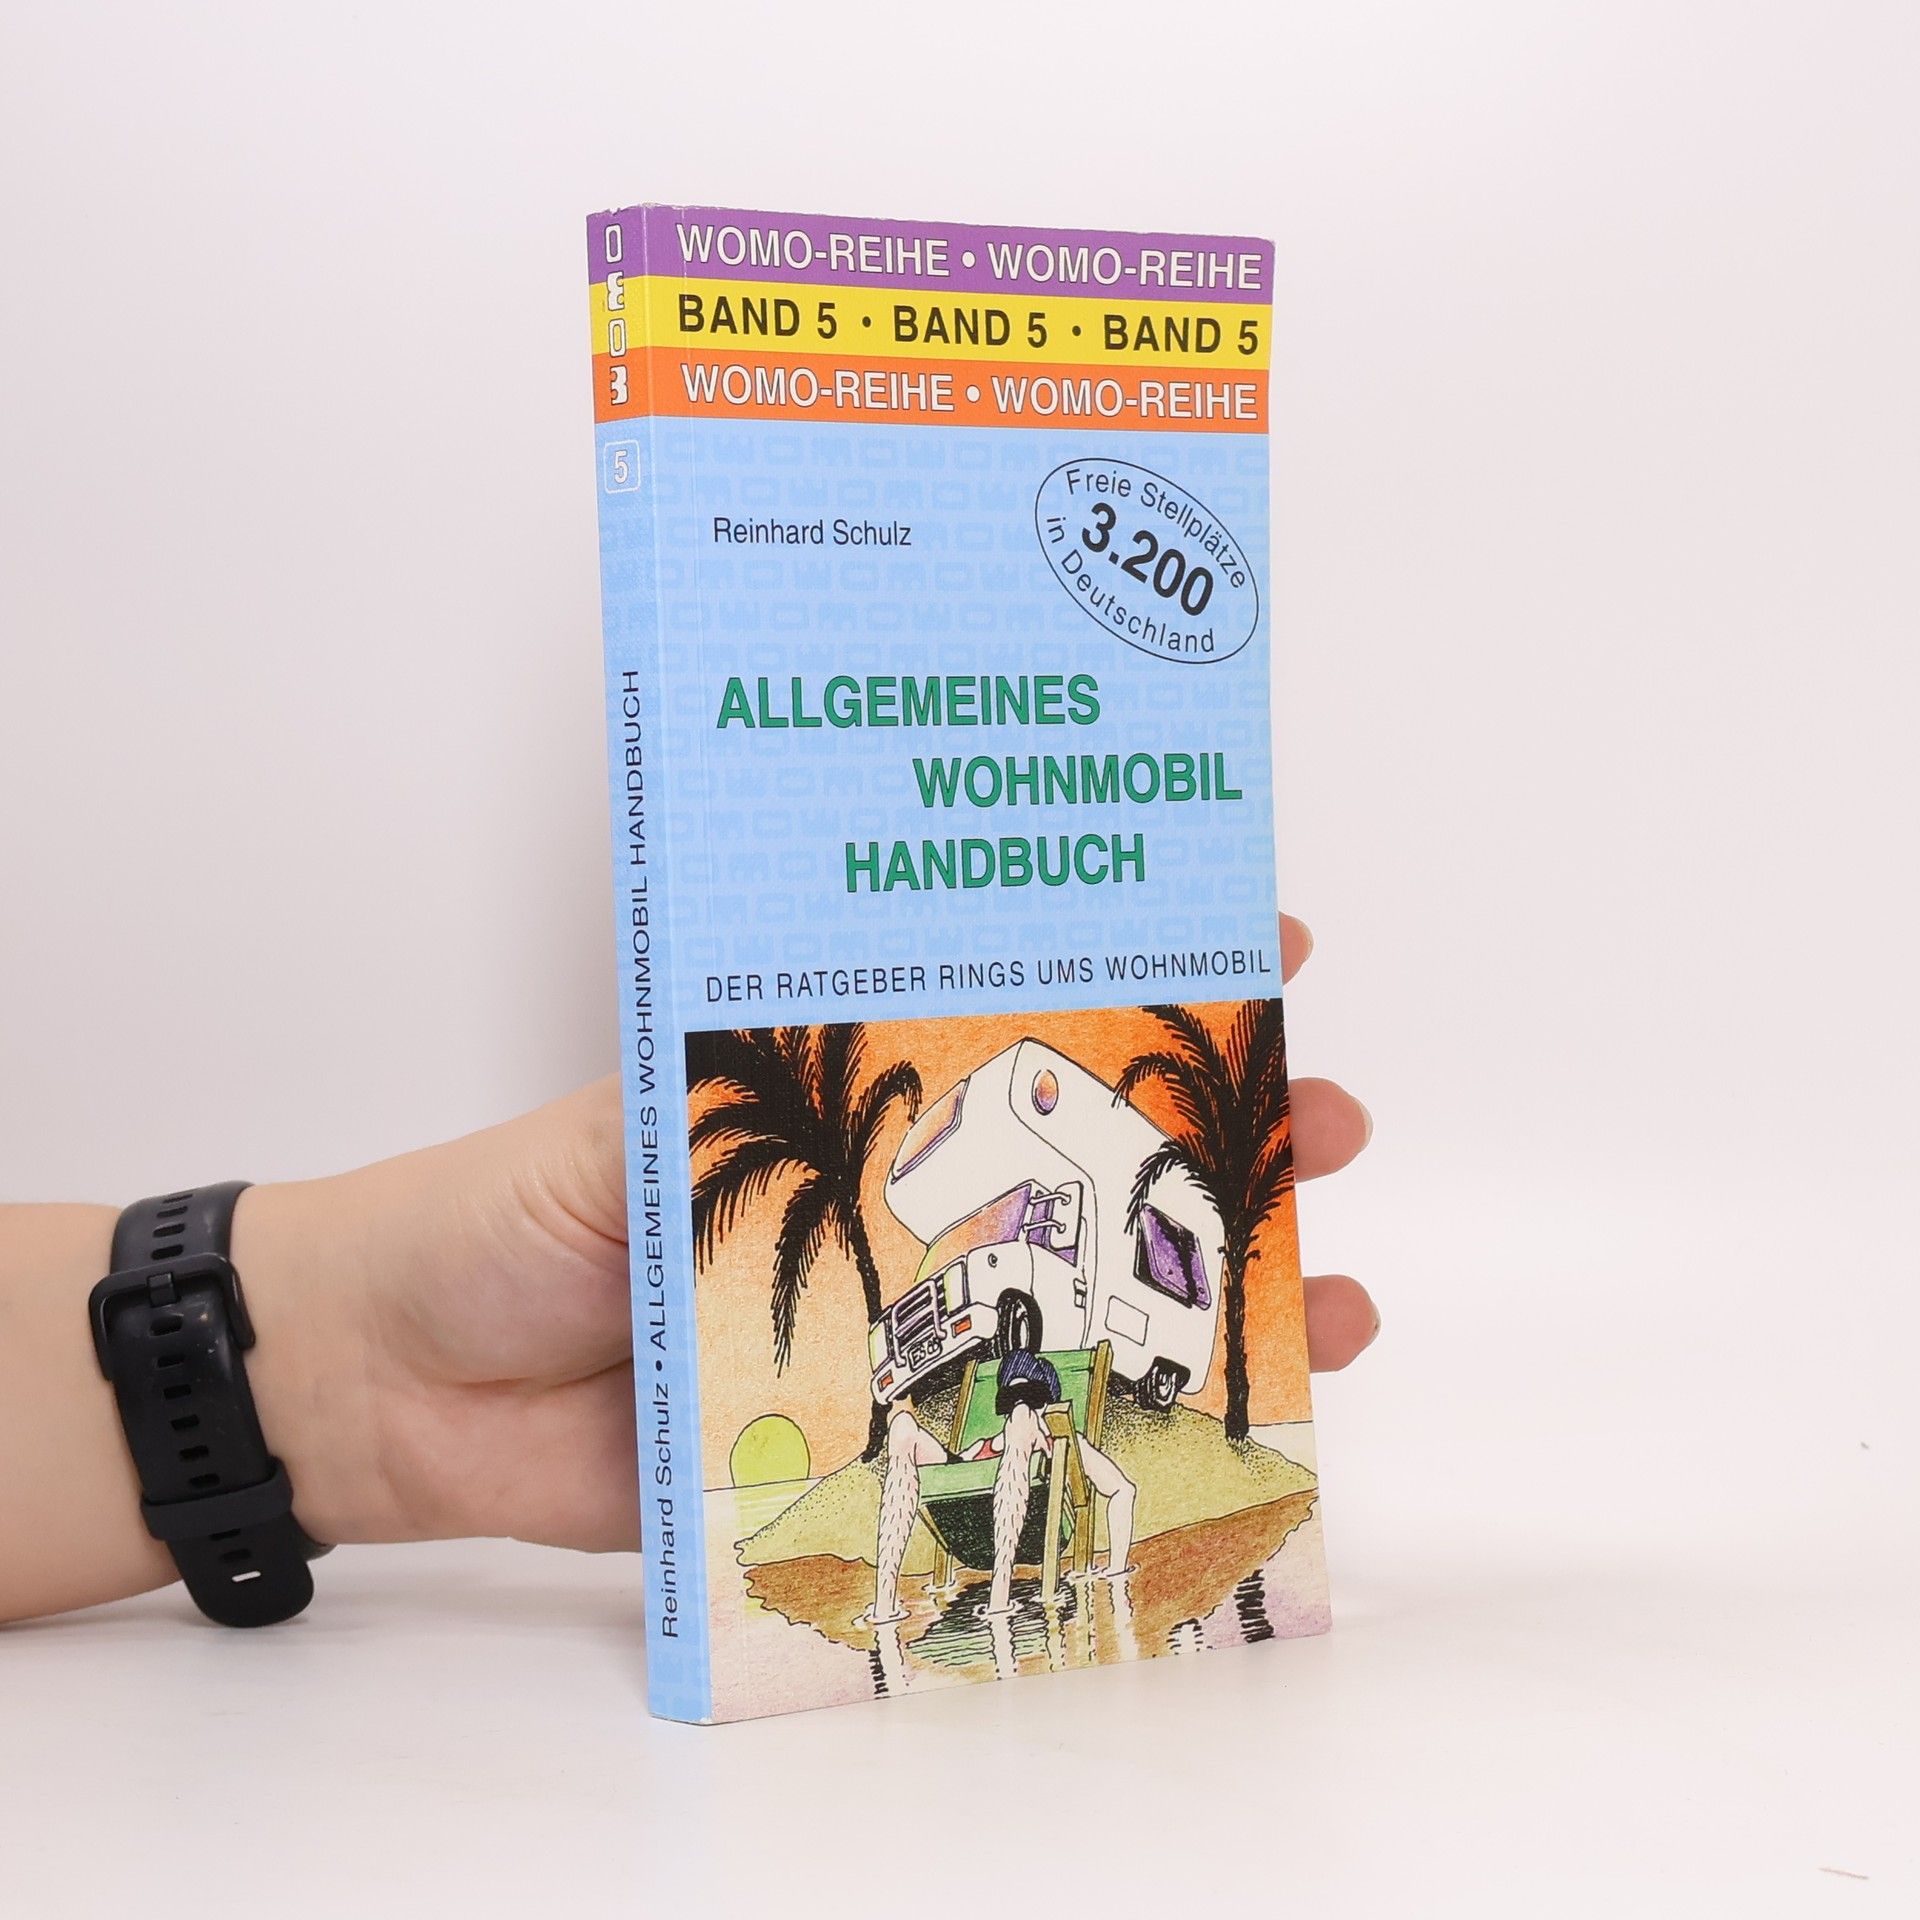 WOMO-REIHE • WOMO-REIHE
BAND 5 • BAND 5 • BAND 5
WOMO-REIHE • WOMO-REIHE
Reinhard Schulz
Freie Stellplätze
3.200
in Deutschland
ALLGEMEINES
WOHNMOBIL
HANDBUCH
DER RATGEBER RINGS UMS WOHNMOBIL
WOMO
5
Reinhard Schulz • ALLGEMEINES WOHNMOBIL HANDBUCH